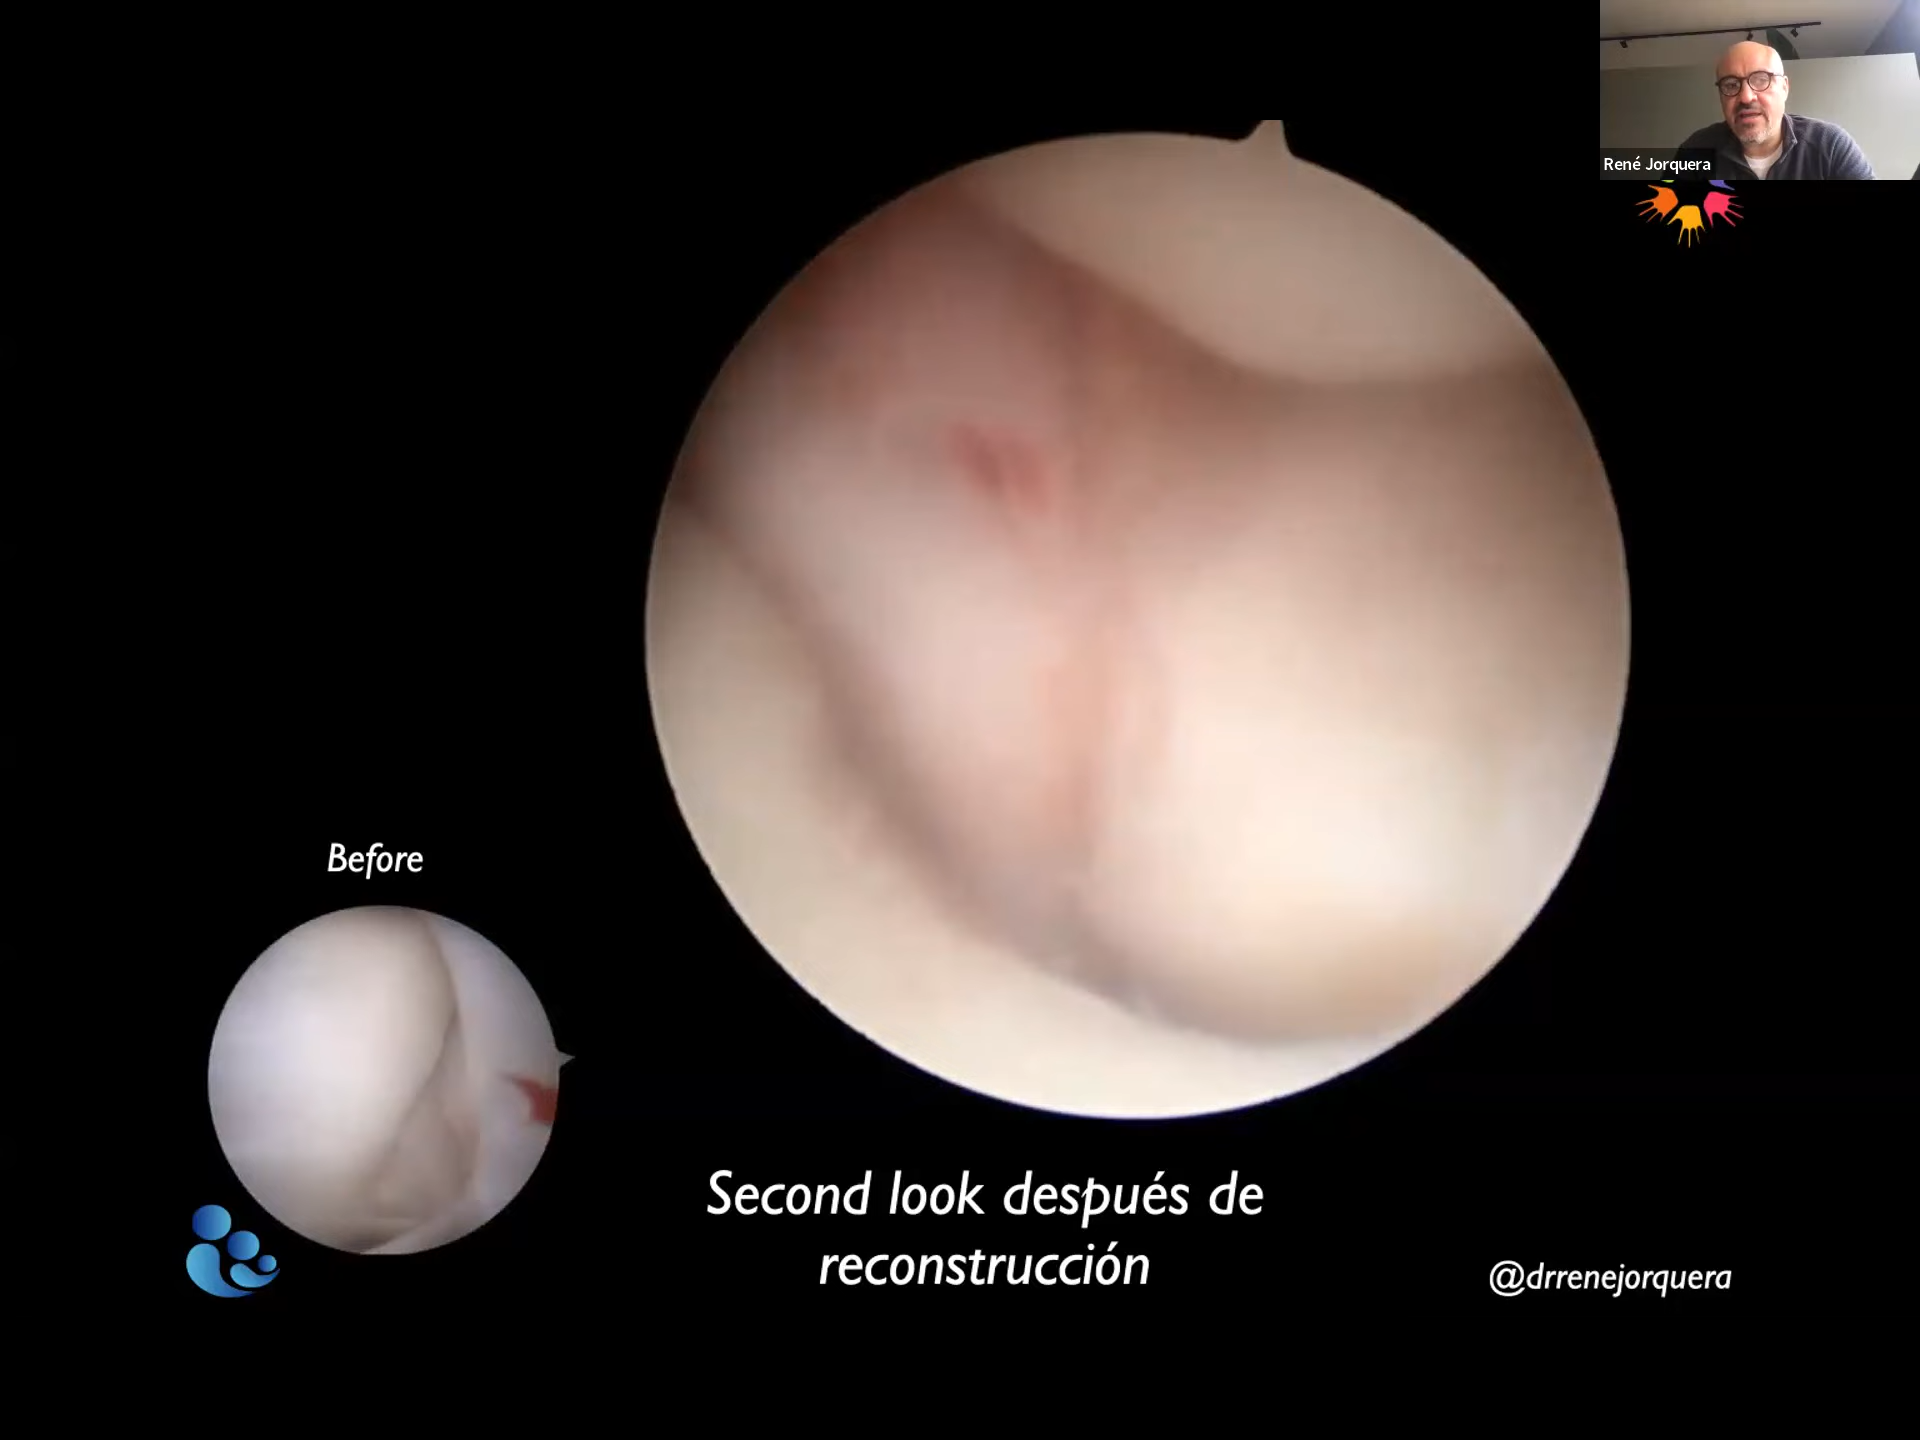 René Jorquera
Before
Second look después de
reconstrucción
@drrenejorquera